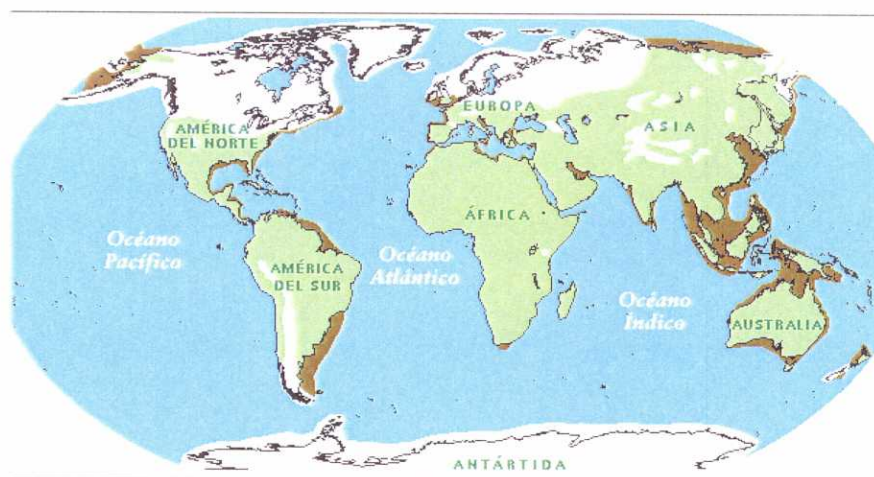 EUROPA
ASIA
AMÉRICA
DEL NORTE
ÁFRICA
Océano
Pacífico
Océano
Atlántico
AMÉRICA
DEL SUR
Océano
Índico
AUSTRALIA
ANTÁRTIDA